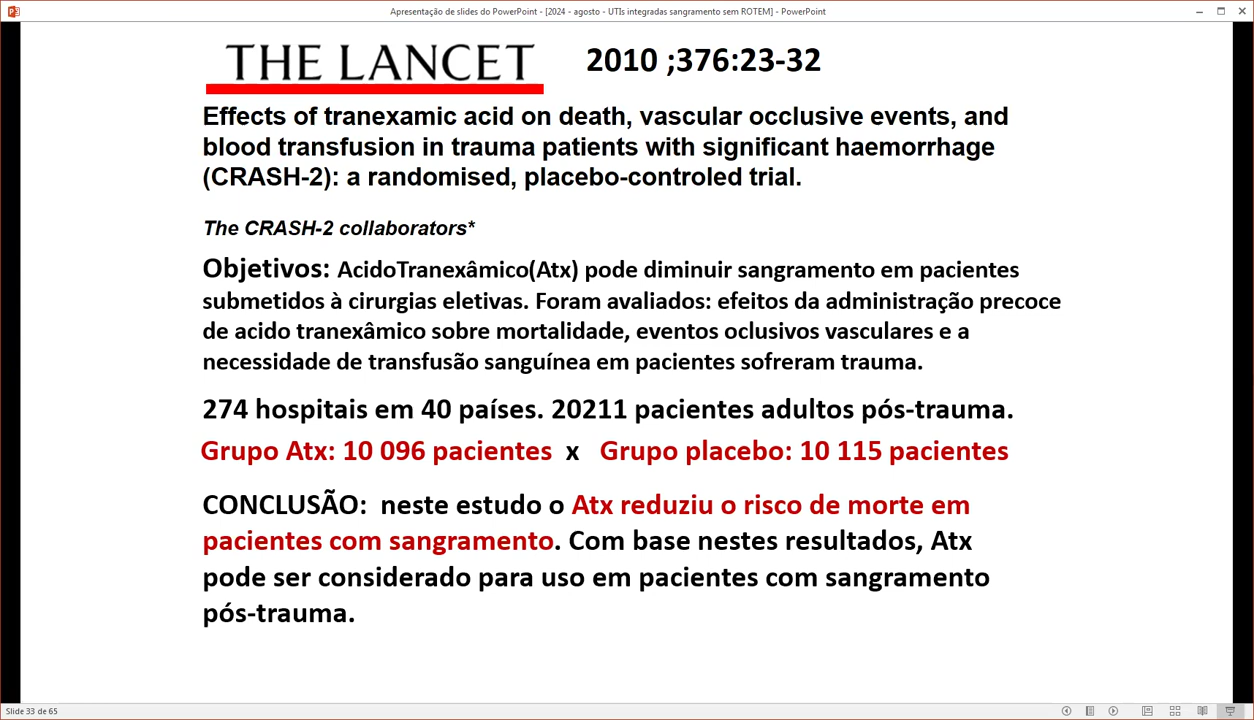 Apresentação de slides do PowerPoint - [2024 - agosto - UTIs integradas sangramento sem ROTEM] - PowerPoint
THE LANCET 2010 ;376:23-32
Effects of tranexamic acid on death, vascular occlusive events, and
blood transfusion in trauma patients with significant haemorrhage
(CRASH-2): a randomised, placebo-controled trial.
The CRASH-2 collaborators*
Objetivos: AcidoTranexâmico(Atx) pode diminuir sangramento em pacientes
submetidos à cirurgias eletivas. Foram avaliados: efeitos da administração precoce
de acido tranexâmico sobre mortalidade, eventos oclusivos vasculares e a
necessidade de transfusão sanguínea em pacientes sofreram trauma.
274 hospitais em 40 países. 20211 pacientes adultos pós-trauma.
Grupo Atx: 10 096 pacientes x Grupo placebo: 10 115 pacientes
CONCLUSÃO: neste estudo o Atx reduziu o risco de morte em
pacientes com sangramento. Com base nestes resultados, Atx
pode ser considerado para uso em pacientes com sangramento
pós-trauma.
Slide 33 de 65